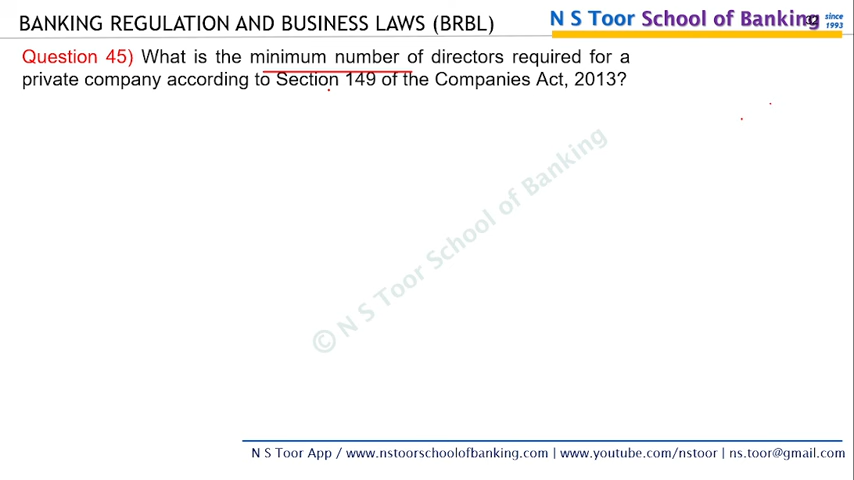 BANKING REGULATION AND BUSINESS LAWS (BRBL)
N S Toor School of Banking since 1993
Question 45) What is the minimum number of directors required for a
private company according to Section 149 of the Companies Act, 2013?
© N S Toor School of Banking
N S Toor App / www.nstoorschoolofbanking.com | www.youtube.com/nstoor | ns.toor@gmail.com